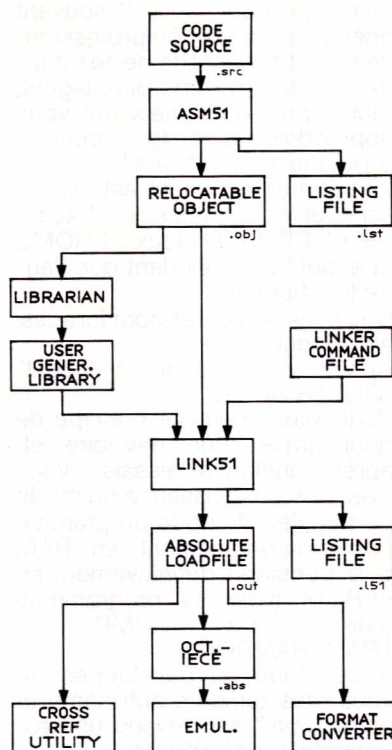 CODE
SOURCE
.src
ASM51
RELOCATABLE
OBJECT
LISTING
FILE
.obj
.lst
LIBRARIAN
USER
GENER.
LIBRARY
LINKER
COMMAND
FILE
LINK51
ABSOLUTE
LOADFILE
LISTING
FILE
.out
.l51
OCT.-
IECE
.abs
CROSS
REF
UTILITY
EMUL.
FORMAT
CONVERTER